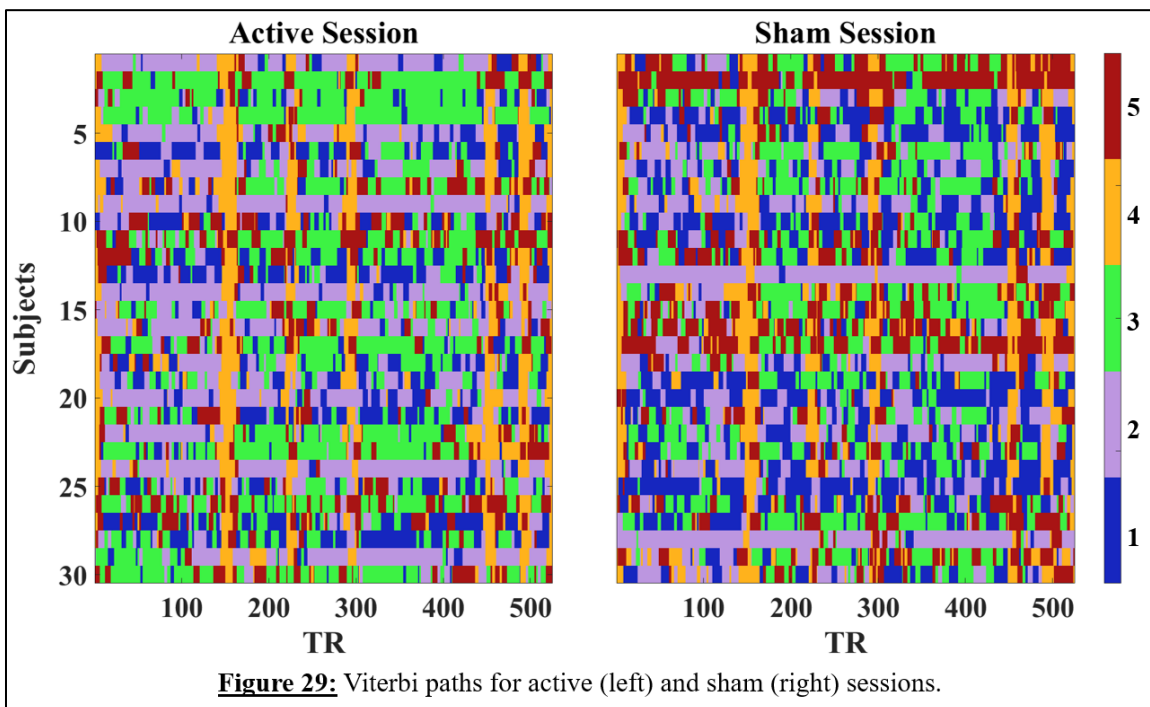 Active Session
Sham Session
Subjects
5
10
15
20
25
30
100 200 300 400 500
TR
100 200 300 400 500
TR
5
4
3
2
1
Figure 29: Viterbi paths for active (left) and sham (right) sessions.